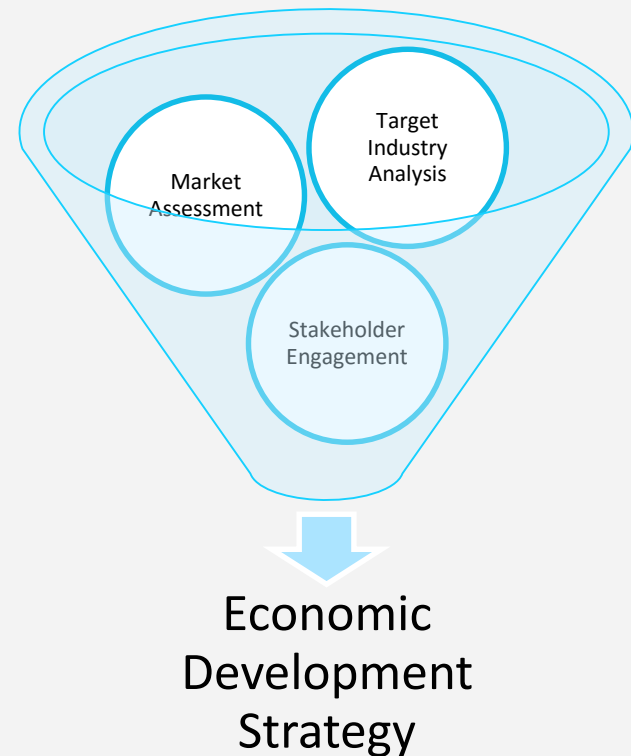 Target
Industry
Analysis
Market
Assessment
Stakeholder
Engagement
Economic
Development
Strategy